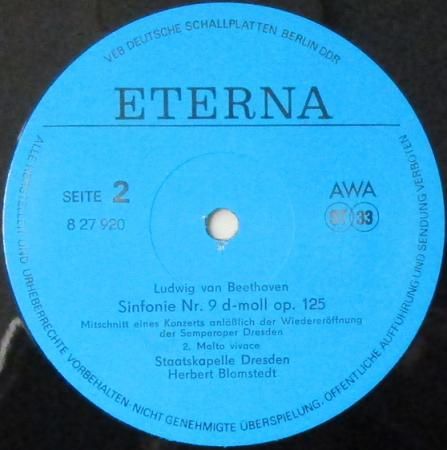 VEB DEUTSCHE SCHALLPLATTEN BERLIN DDR
ETERNA
SEITE 2
8 27 920
AWA
ST 33
Ludwig van Beethoven
Sinfonie Nr. 9 d-moll op. 125
Mitschnitt eines Konzerts anläßlich der Wiedereröffnung
der Semperoper Dresden
2. Molto vivace
Staatskapelle Dresden
Herbert Blomstedt
ALLE HERSTELLER- UND URHEBERRECHTE VORBEHALTEN-NICHT GENEHMIGTE ÜBERSPIELUNG, ÖFFENTLICHE AUFFÜHRUNG UND SENDUNG VERBOTEN